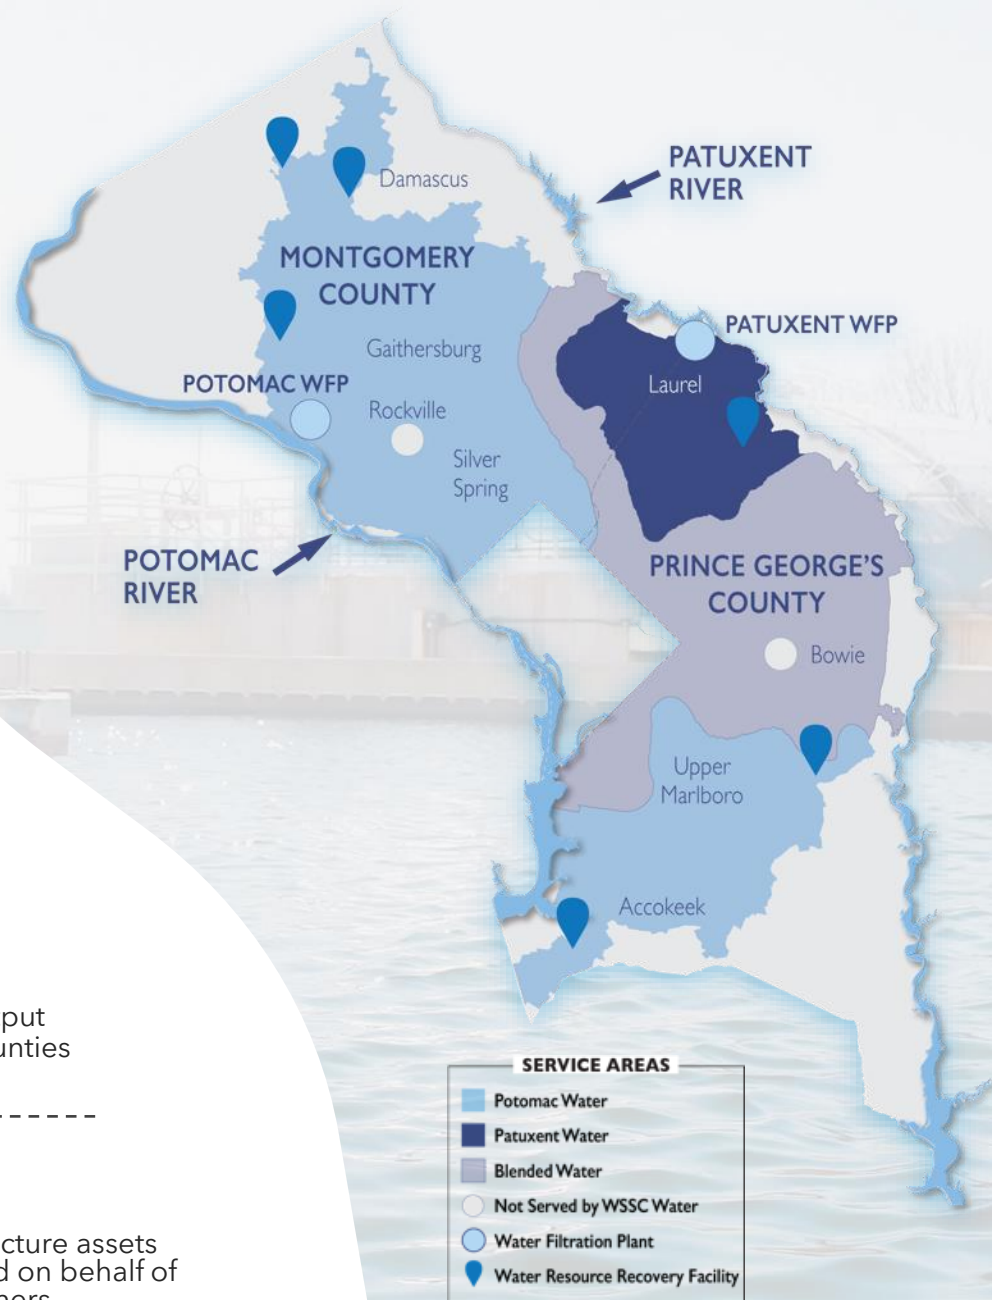 PATUXENT
RIVER
Damascus
MONTGOMERY
COUNTY
PATUXENT WFP
Gaithersburg
POTOMAC WFP
Laurel
Rockville
Silver
Spring
POTOMAC
RIVER
PRINCE GEORGE'S
COUNTY
Bowie
Upper
Marlboro
Accokeek
put
unties
SERVICE AREAS
Potomac Water
Patuxent Water
Blended Water
Not Served by WSSC Water
Water Filtration Plant
Water Resource Recovery Facility
cture assets
d on behalf of